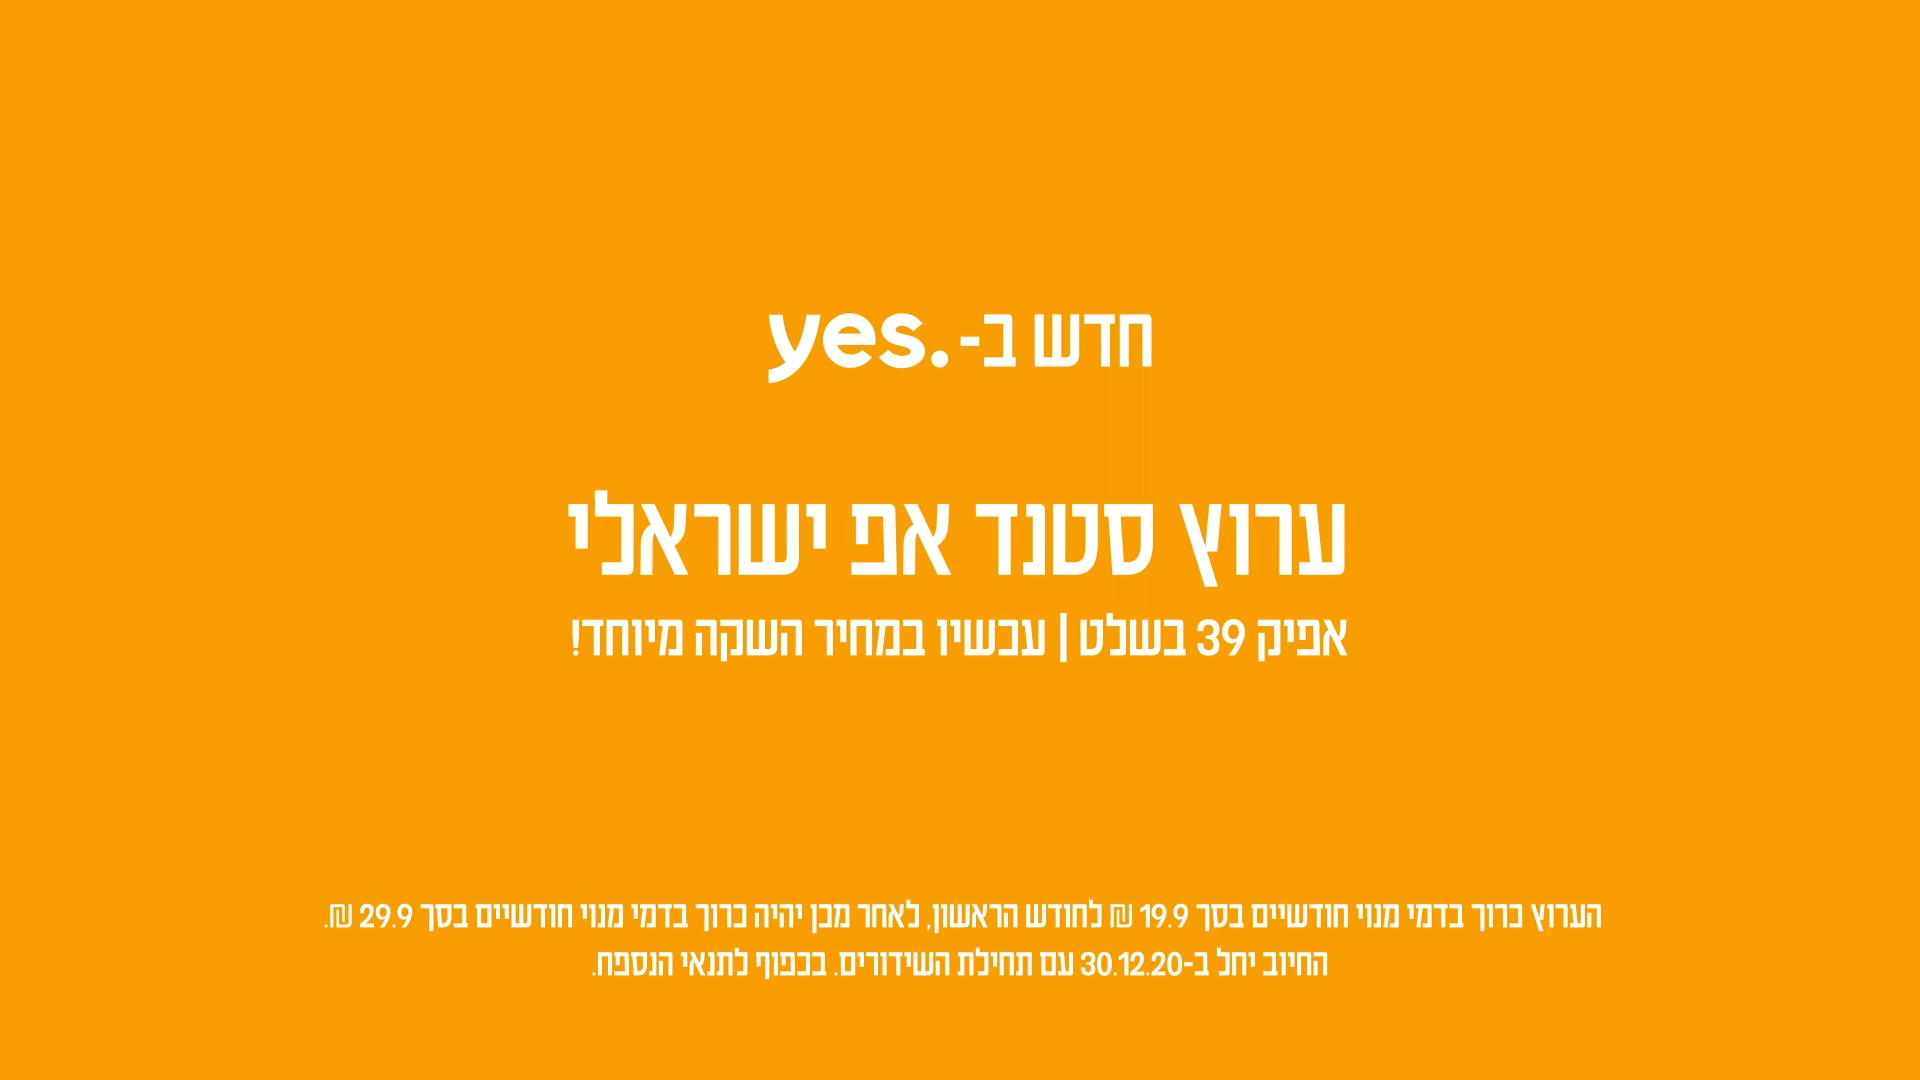 חדש ב- yes.
ערוץ סטנד אפ ישראלי
אפיק 39 בשלט | עכשיו במחיר השקה מיוחד!
הערוץ כרוך בדמי מנוי חודשיים בסך 19.9 ₪ לחודש הראשון, לאחר מכן יהיה כרוך בדמי מנוי חודשיים בסך 29.9 ₪.
החיוב יחל ב-30.12.20 עם תחילת השידורים. בכפוף לתנאי הנספח.